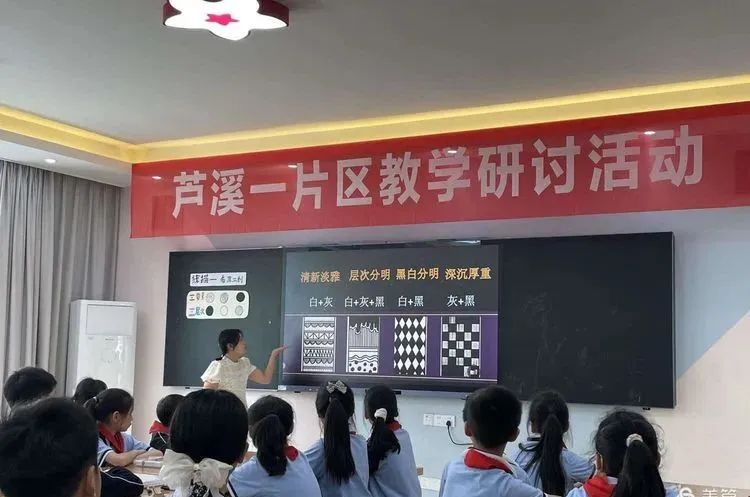 芦溪一片区教学研讨活动
清新淡雅 层次分明 黑白分明 深沉厚重
白+灰 白+灰+黑 白+黑 灰+黑